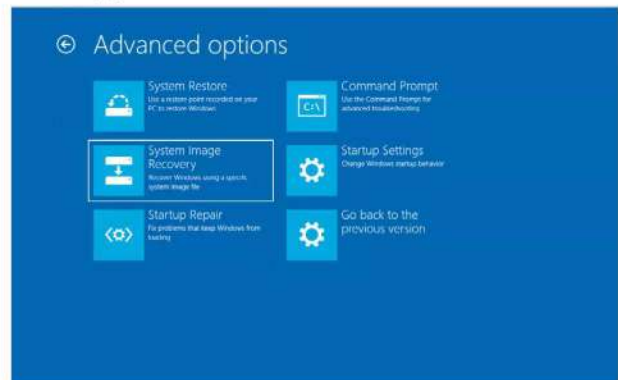 Advanced options
System Restore
Use a restore point recorded on your
PC to restore Windows
Command Prompt
Use the Command Prompt for
advanced troubleshooting
C:\
System Image
Recovery
Recover Windows using a specific
system image file
Startup Settings
Change Windows startup behavior
Startup Repair
Fix problems that keep Windows from
loading
Go back to the
previous version